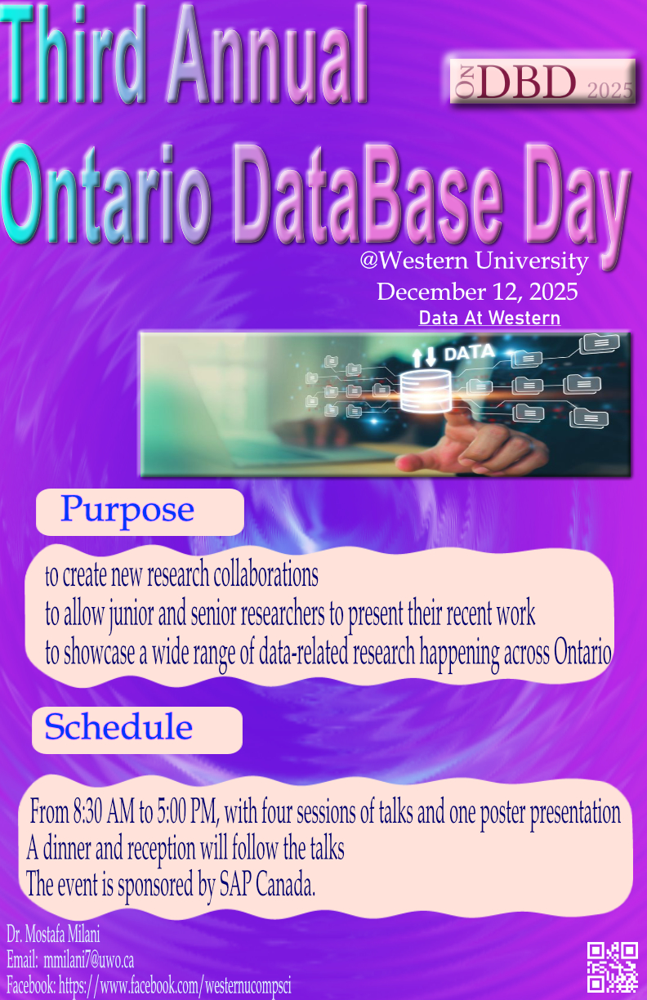 Third Annual
ON DBD 2025
Ontario DataBase Day
@Western University
December 12, 2025
Data At Western
DATA
Purpose
to create new research collaborations
to allow junior and senior researchers to present their recent work
to showcase a wide range of data-related research happening across Ontario
Schedule
From 8:30 AM to 5:00 PM, with four sessions of talks and one poster presentation
A dinner and reception will follow the talks
The event is sponsored by SAP Canada.
Dr. Mostafa Milani
Email: mmilani7@uwo.ca
Facebook: https://www.facebook.com/westernucompsci